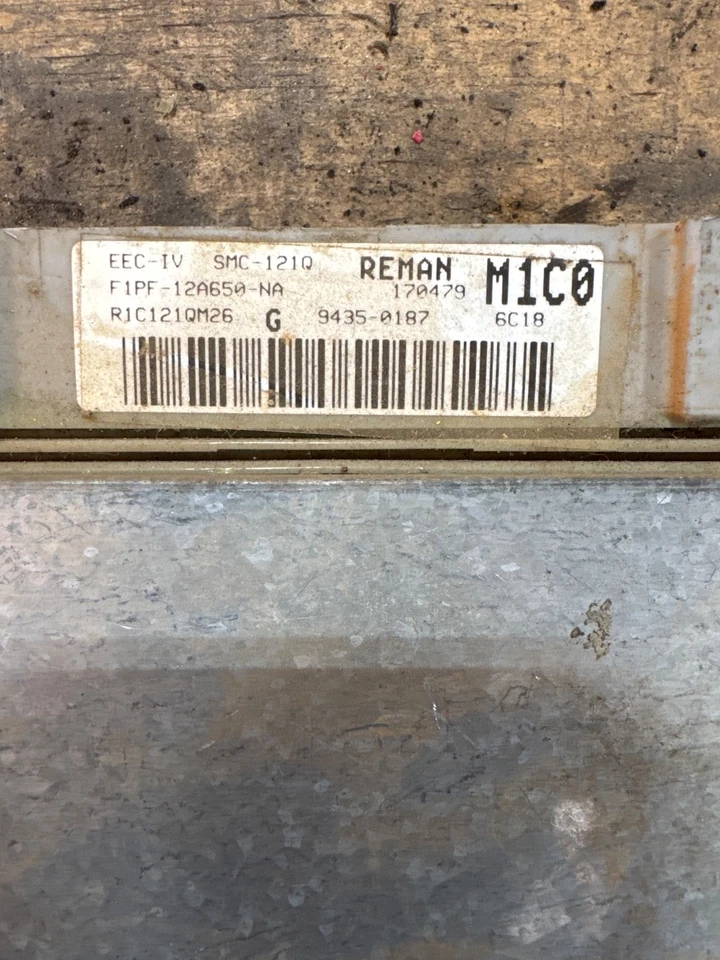 EEC-IV SMC-121Q REMAN M1C0
F1PF-12A650-NA 170479
R1C121QM26 G 9435-0187 6C18